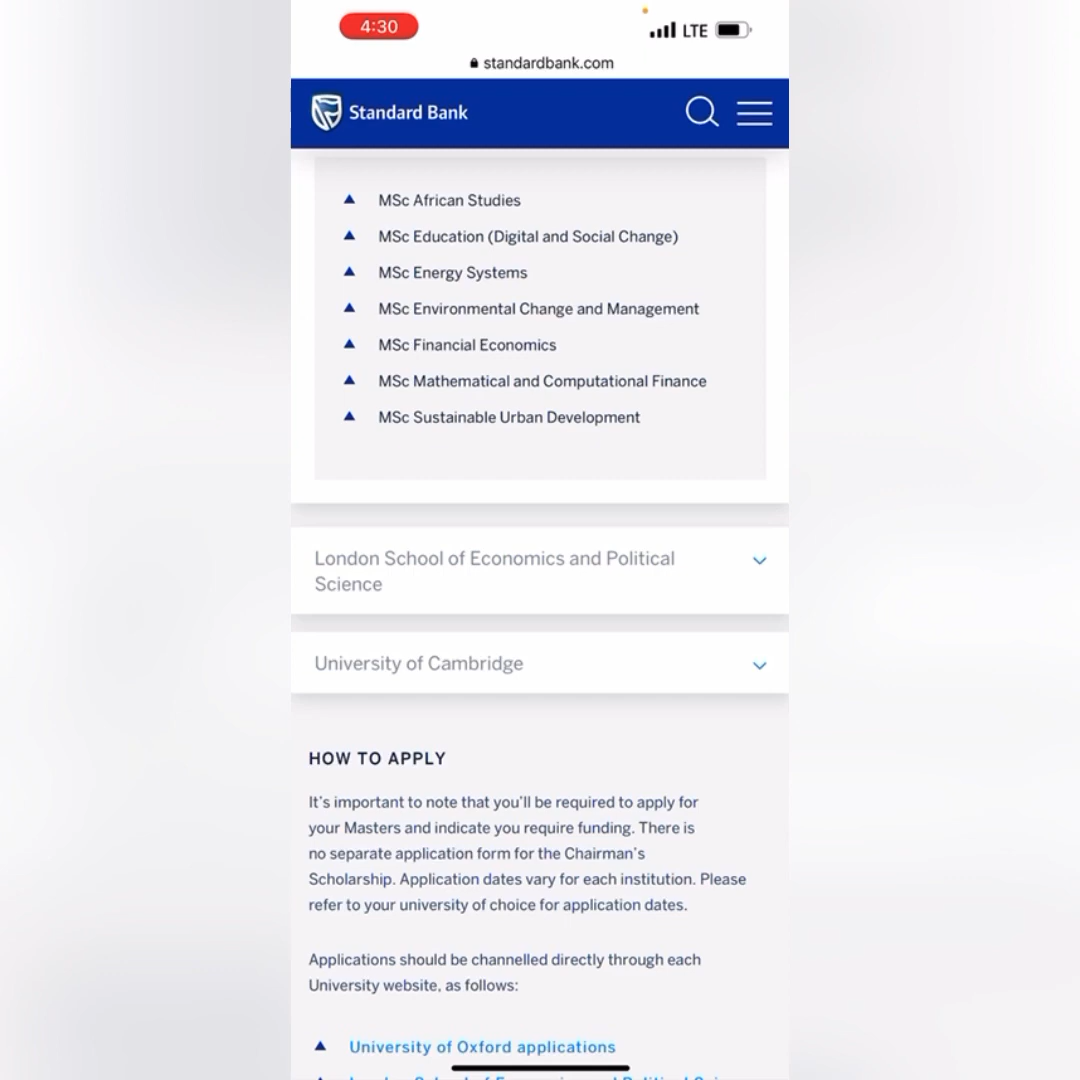 4:30
LTE
standardbank.com
Standard Bank
MSc African Studies
MSc Education (Digital and Social Change)
MSc Energy Systems
MSc Environmental Change and Management
MSc Financial Economics
MSc Mathematical and Computational Finance
MSc Sustainable Urban Development
London School of Economics and Political
Science
University of Cambridge
HOW TO APPLY
It's important to note that you'll be required to apply for
your Masters and indicate you require funding. There is
no separate application form for the Chairman's
Scholarship. Application dates vary for each institution. Please
refer to your university of choice for application dates.
Applications should be channelled directly through each
University website, as follows:
University of Oxford applications